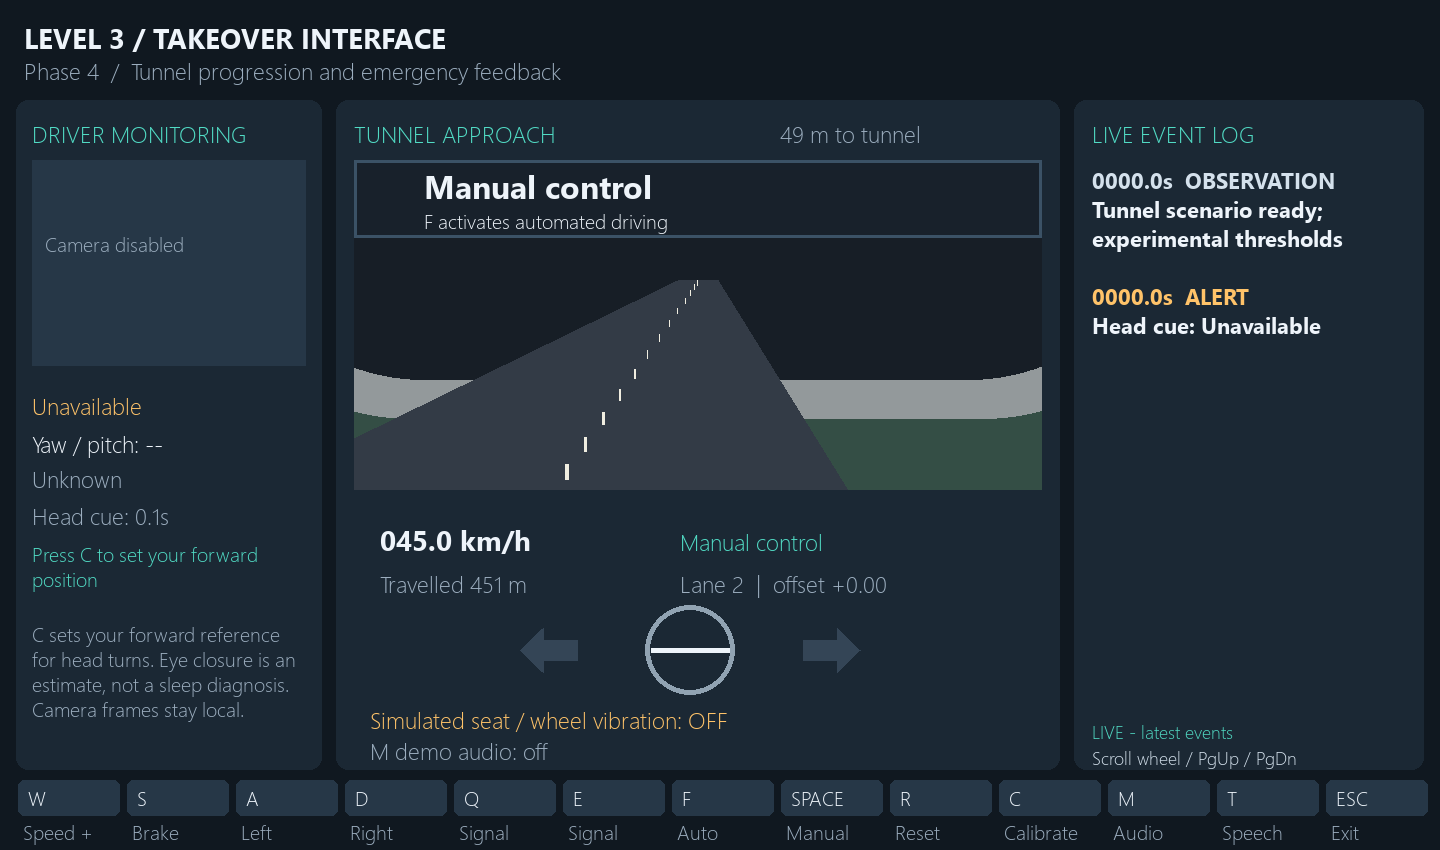 LEVEL 3 / TAKEOVER INTERFACE
Phase 4 / Tunnel progression and emergency feedback
DRIVER MONITORING
Camera disabled
Unavailable
Yaw / pitch: --
Unknown
Head cue: 0.1s
Press C to set your forward
position
C sets your forward reference
for head turns. Eye closure is an
estimate, not a sleep diagnosis.
Camera frames stay local.
TUNNEL APPROACH
49 m to tunnel
Manual control
F activates automated driving
045.0 km/h
Manual control
Travelled 451 m
Lane 2 | offset +0.00
Simulated seat / wheel vibration: OFF
M demo audio: off
LIVE EVENT LOG
0000.0s OBSERVATION
Tunnel scenario ready;
experimental thresholds
0000.0s ALERT
Head cue: Unavailable
LIVE - latest events
Scroll wheel / PgUp / PgDn
W
Speed +
S
Brake
A
Left
D
Right
Q
Signal
E
Signal
F
Auto
SPACE
Manual
R
Reset
C
Calibrate
M
Audio
T
Speech
ESC
Exit